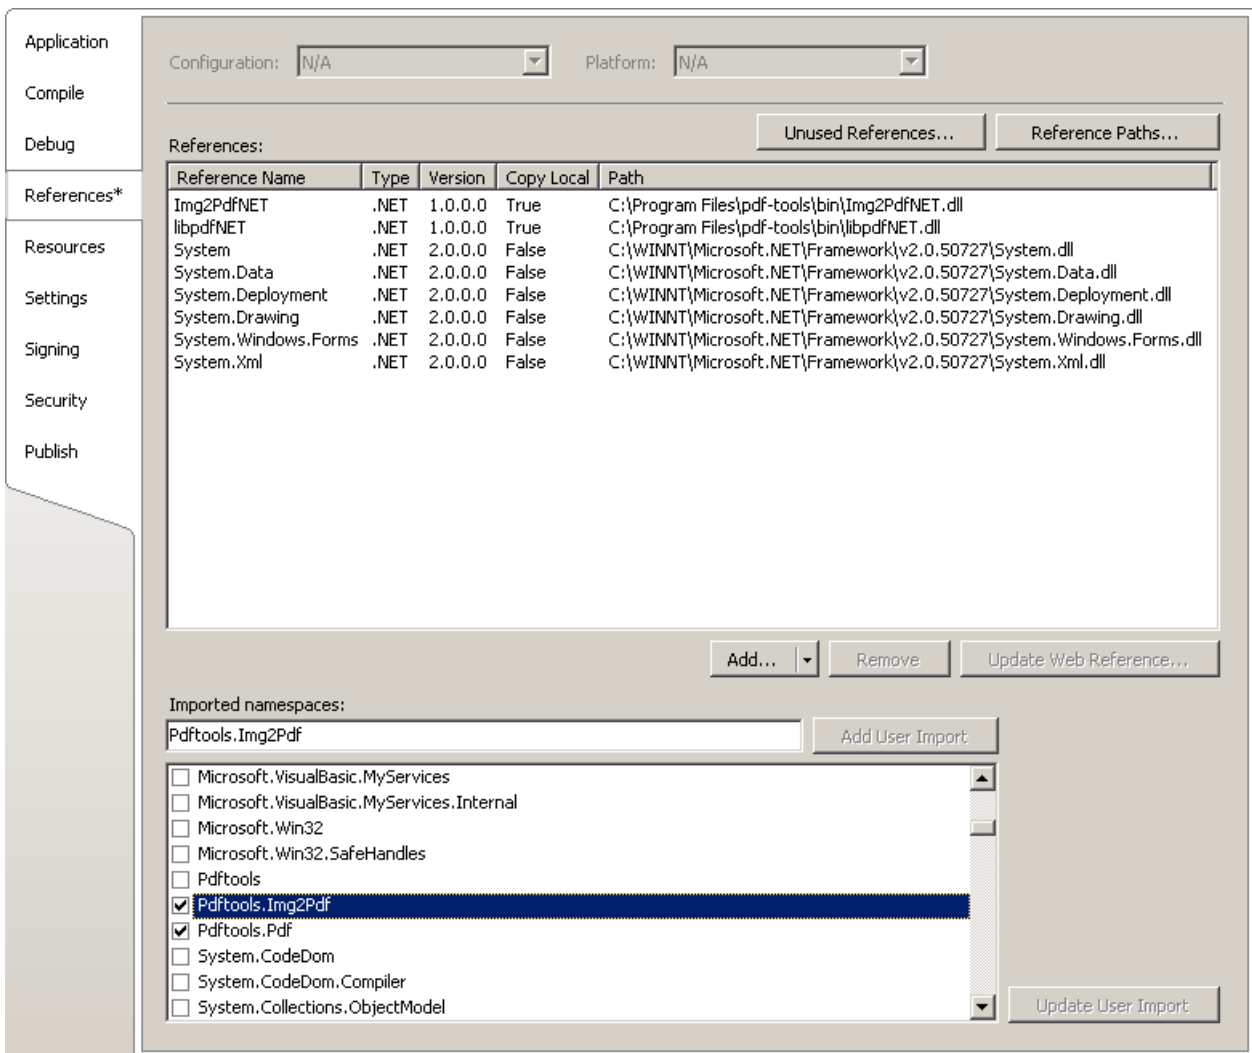 Application
Compile
Debug
References*
Resources
Settings
Signing
Security
Publish
Configuration: N/A Platform: N/A
Unused References... Reference Paths...
References:
Reference Name Type Version Copy Local Path
Img2PdfNET .NET 1.0.0.0 True C:\Program Files\pdf-tools\bin\Img2PdfNET.dll
libpdfNET .NET 1.0.0.0 True C:\Program Files\pdf-tools\bin\libpdfNET.dll
System .NET 2.0.0.0 False C:\WINNT\Microsoft.NET\Framework\v2.0.50727\System.dll
System.Data .NET 2.0.0.0 False C:\WINNT\Microsoft.NET\Framework\v2.0.50727\System.Data.dll
System.Deployment .NET 2.0.0.0 False C:\WINNT\Microsoft.NET\Framework\v2.0.50727\System.Deployment.dll
System.Drawing .NET 2.0.0.0 False C:\WINNT\Microsoft.NET\Framework\v2.0.50727\System.Drawing.dll
System.Windows.Forms .NET 2.0.0.0 False C:\WINNT\Microsoft.NET\Framework\v2.0.50727\System.Windows.Forms.dll
System.Xml .NET 2.0.0.0 False C:\WINNT\Microsoft.NET\Framework\v2.0.50727\System.Xml.dll
Add... Remove Update Web Reference...
Imported namespaces:
Pdftools.Img2Pdf Add User Import
Microsoft.VisualBasic.MyServices
Microsoft.VisualBasic.MyServices.Internal
Microsoft.Win32
Microsoft.Win32.SafeHandles
Pdftools
Pdftools.Img2Pdf
Pdftools.Pdf
System.CodeDom
System.CodeDom.Compiler
System.Collections.ObjectModel
Update User Import